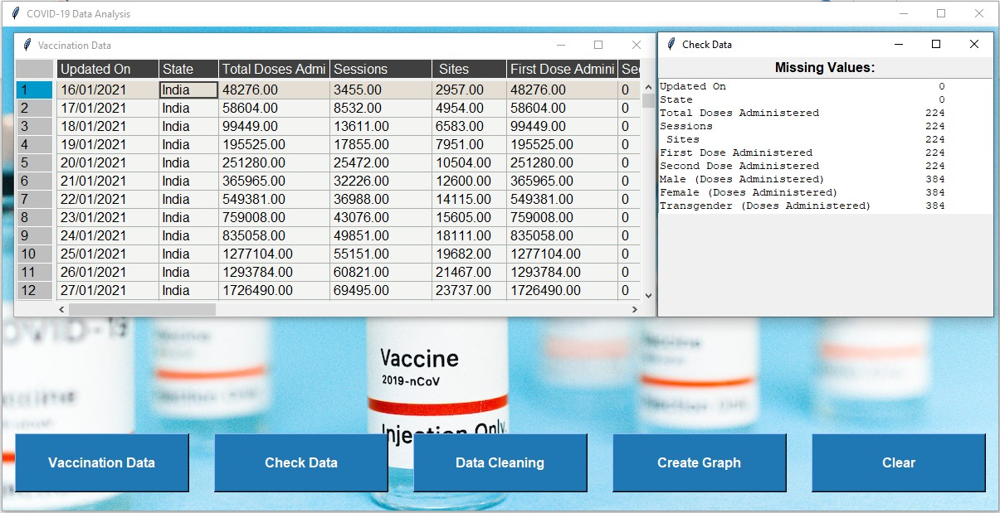 COVID-19 Data Analysis
Vaccination Data
Updated On State Total Doses Admi Sessions Sites First Dose Admini Se
1 16/01/2021 India 48276.00 3455.00 2957.00 48276.00 0
2 17/01/2021 India 58604.00 8532.00 4954.00 58604.00 0
3 18/01/2021 India 99449.00 13611.00 6583.00 99449.00 0
4 19/01/2021 India 195525.00 17855.00 7951.00 195525.00 0
5 20/01/2021 India 251280.00 25472.00 10504.00 251280.00 0
6 21/01/2021 India 365965.00 32226.00 12600.00 365965.00 0
7 22/01/2021 India 549381.00 36988.00 14115.00 549381.00 0
8 23/01/2021 India 759008.00 43076.00 15605.00 759008.00 0
9 24/01/2021 India 835058.00 49851.00 18111.00 835058.00 0
10 25/01/2021 India 1277104.00 55151.00 19682.00 1277104.00 0
11 26/01/2021 India 1293784.00 60821.00 21467.00 1293784.00 0
12 27/01/2021 India 1726490.00 69495.00 23737.00 1726490.00 0
Check Data
Missing Values:
Updated On 0
State 0
Total Doses Administered 224
Sessions 224
Sites 224
First Dose Administered 224
Second Dose Administered 224
Male (Doses Administered) 384
Female (Doses Administered) 384
Transgender (Doses Administered) 384
OVID-19
Vaccine
2019-nCoV
Injection Only
Vaccine
Vaccination Data
Check Data
Data Cleaning
Create Graph
Clear